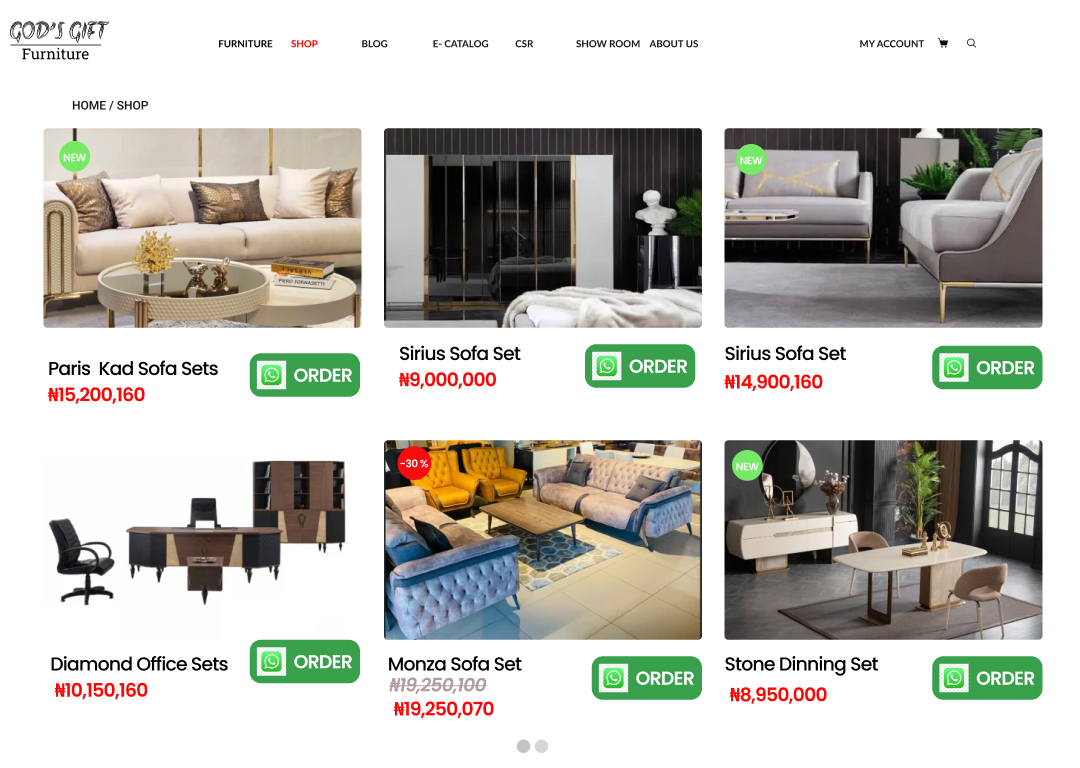 GOD'S GIFT
Furniture
FURNITURE SHOP BLOG E- CATALOG CSR SHOW ROOM ABOUT US MY ACCOUNT
HOME / SHOP
NEW
PIERO FORNASETTI
NEW
Paris Kad Sofa Sets
₦15,200,160
ORDER
Sirius Sofa Set
₦9,000,000
ORDER
Sirius Sofa Set
₦14,900,160
ORDER
-30 %
NEW
Diamond Office Sets
₦10,150,160
ORDER
Monza Sofa Set
₦19,250,100
₦19,250,070
ORDER
Stone Dinning Set
₦8,950,000
ORDER